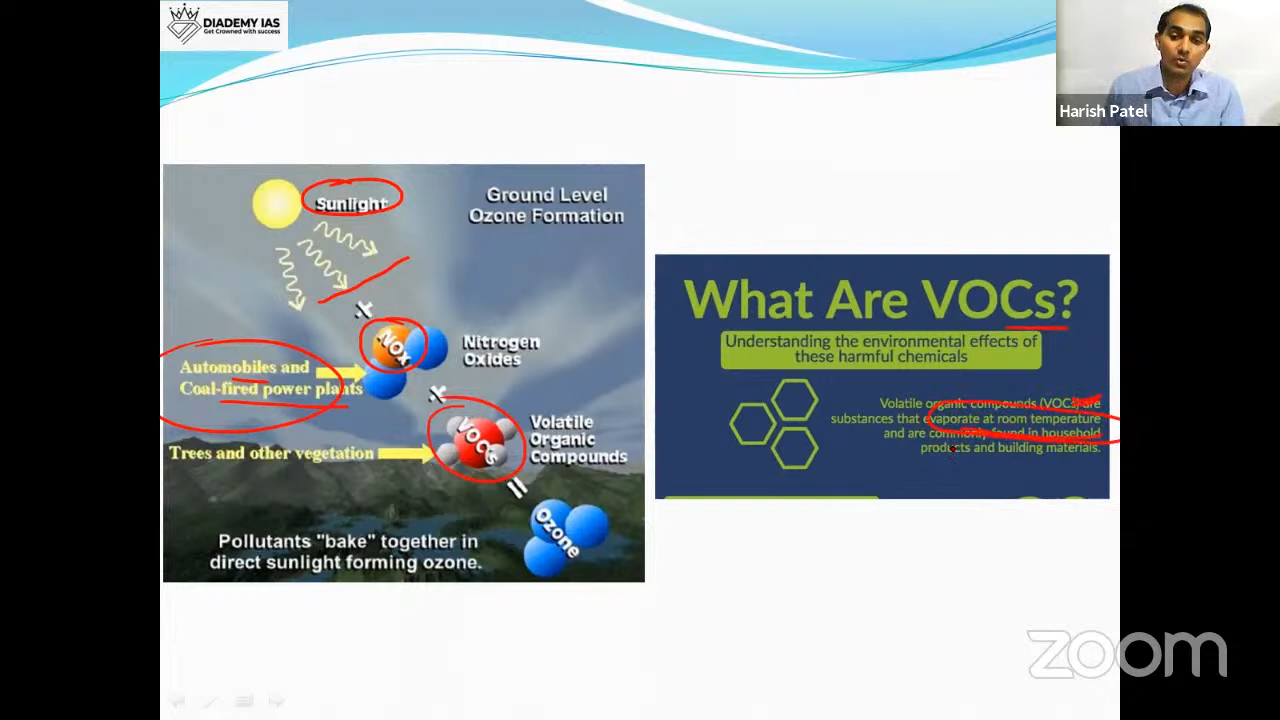 DIADEMY IAS
Get Crowned with success
Harish Patel
Sunlight
Ground Level
Ozone Formation
+
NOx
Nitrogen
Oxides
Automobiles and
Coal-fired power plants
+
VOCs
Volatile
Organic
Compounds
Trees and other vegetation
=
Ozone
Pollutants "bake" together in
direct sunlight forming ozone.
What Are VOCs?
Understanding the environmental effects of
these harmful chemicals
Volatile organic compounds (VOCs) are
substances that evaporate at room temperature
and are commonly found in household
products and building materials.
zoom